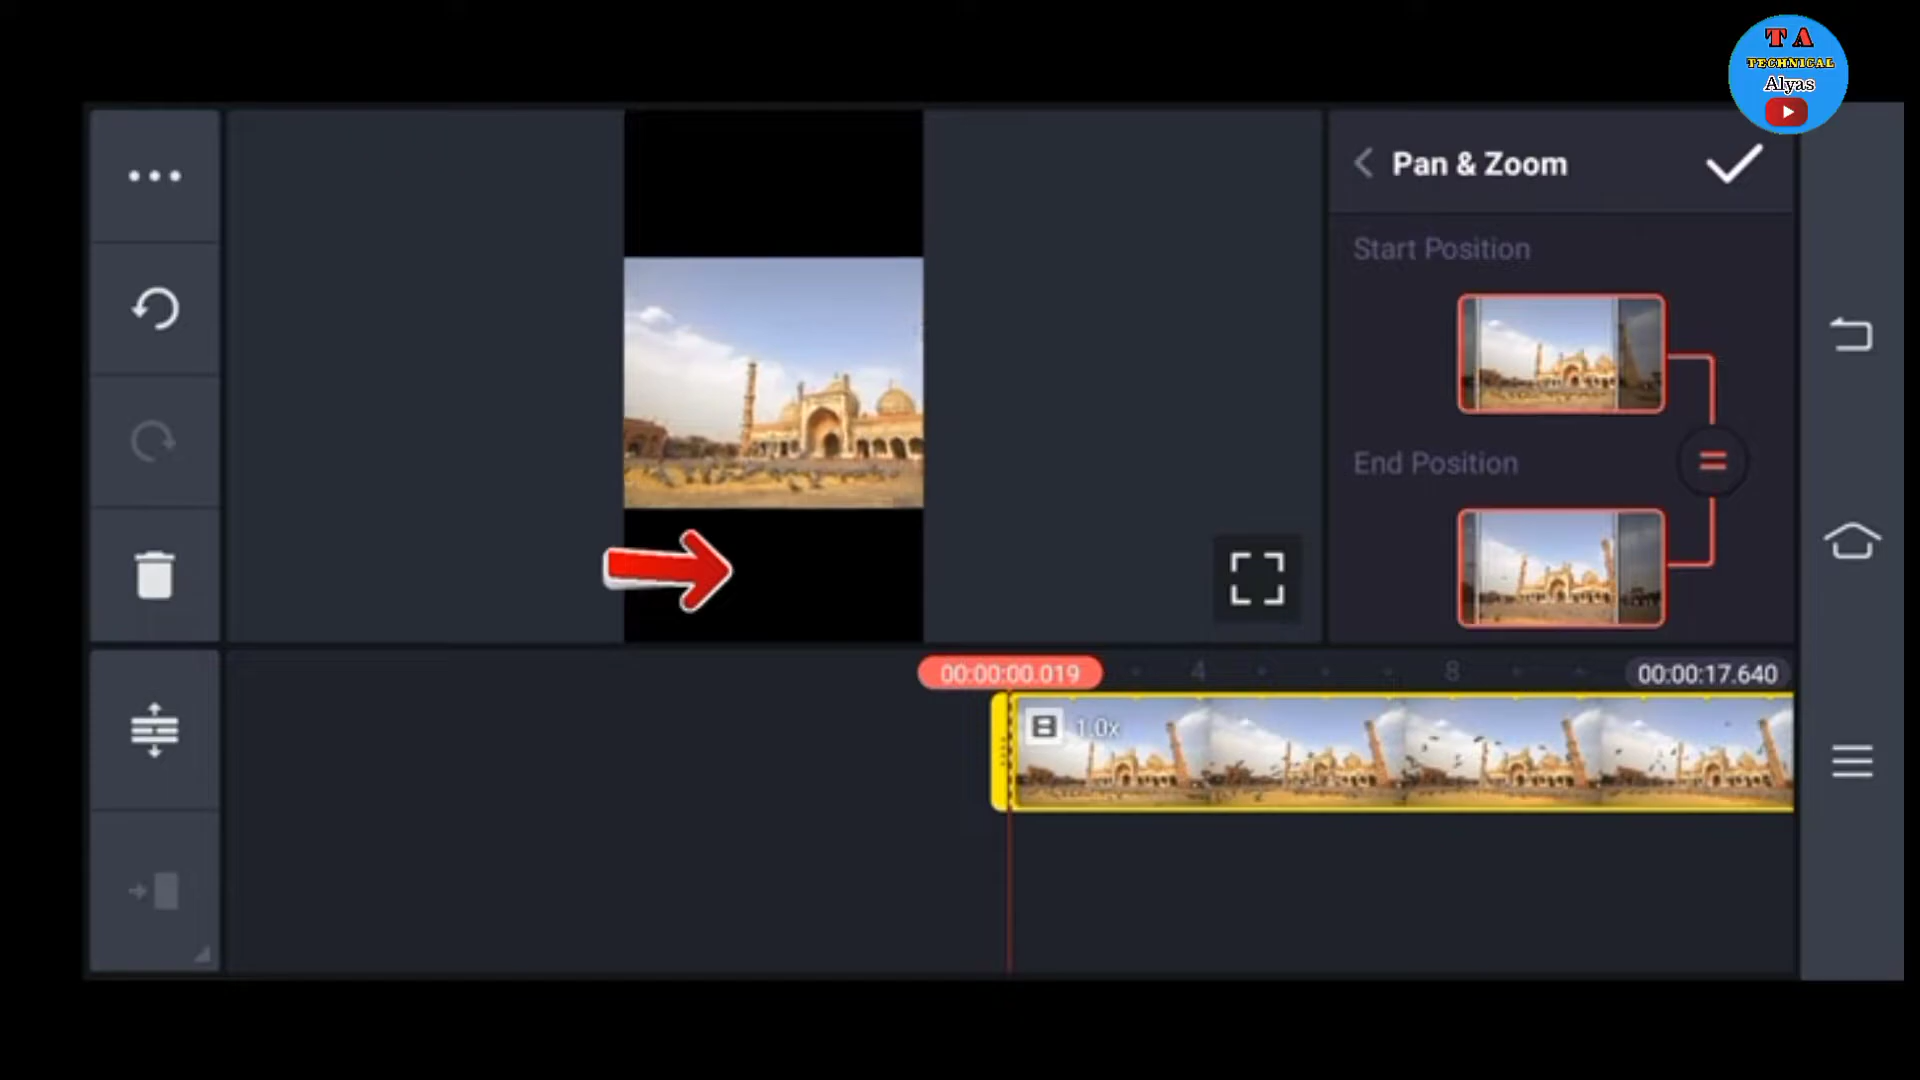 T A
TECHNICAL
Alyas
Pan & Zoom
Start Position
End Position
00:00:00.019
4
8
00:00:17.640
1.0x